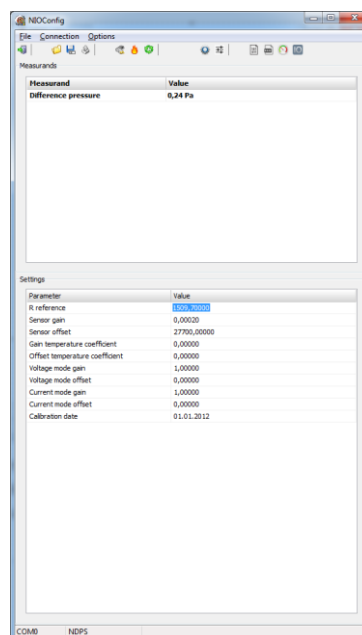 NIOConfig
File Connection Options
Measurands
Measurand Value
Difference pressure 0,24 Pa
Settings
Parameter Value
R reference 1509,70000
Sensor gain 0,00020
Sensor offset 27700,00000
Gain temperature coefficient 0,00000
Offset temperature coefficient 0,00000
Voltage mode gain 1,00000
Voltage mode offset 0,00000
Current mode gain 1,00000
Current mode offset 0,00000
Calibration date 01.01.2012
COM0 NDPS